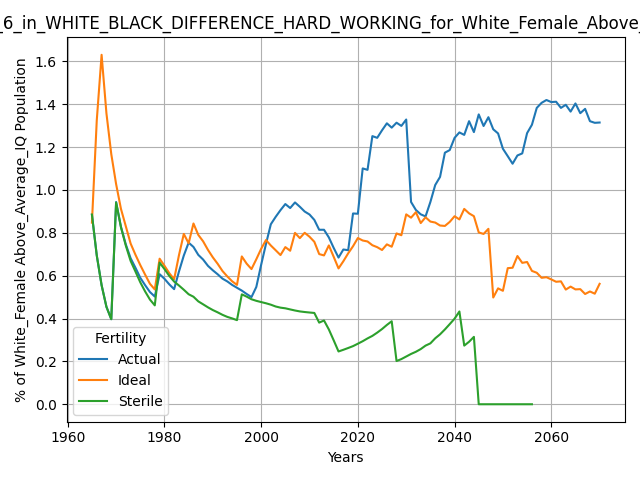 _6_in_WHITE_BLACK_DIFFERENCE_HARD_WORKING_for_White_Female_Above_
% of White_Female Above_Average_IQ Population
1.6
1.4
1.2
1.0
0.8
0.6
0.4
0.2
0.0
Fertility
Actual
Ideal
Sterile
1960
1980
2000
2020
2040
2060
Years